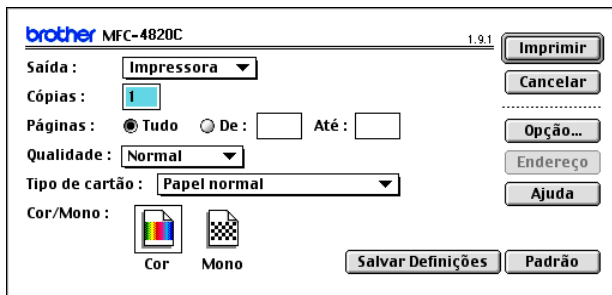 brother MFC-4820C 1.9.1 Imprimir
Saída : Impressora
Cancelar
Cópias : 1
Páginas : Tudo De : Até : Opção...
Qualidade : Normal Endereço
Tipo de cartão : Papel normal Ajuda
Cor/Mono :
Cor Mono Salvar Definições Padrão